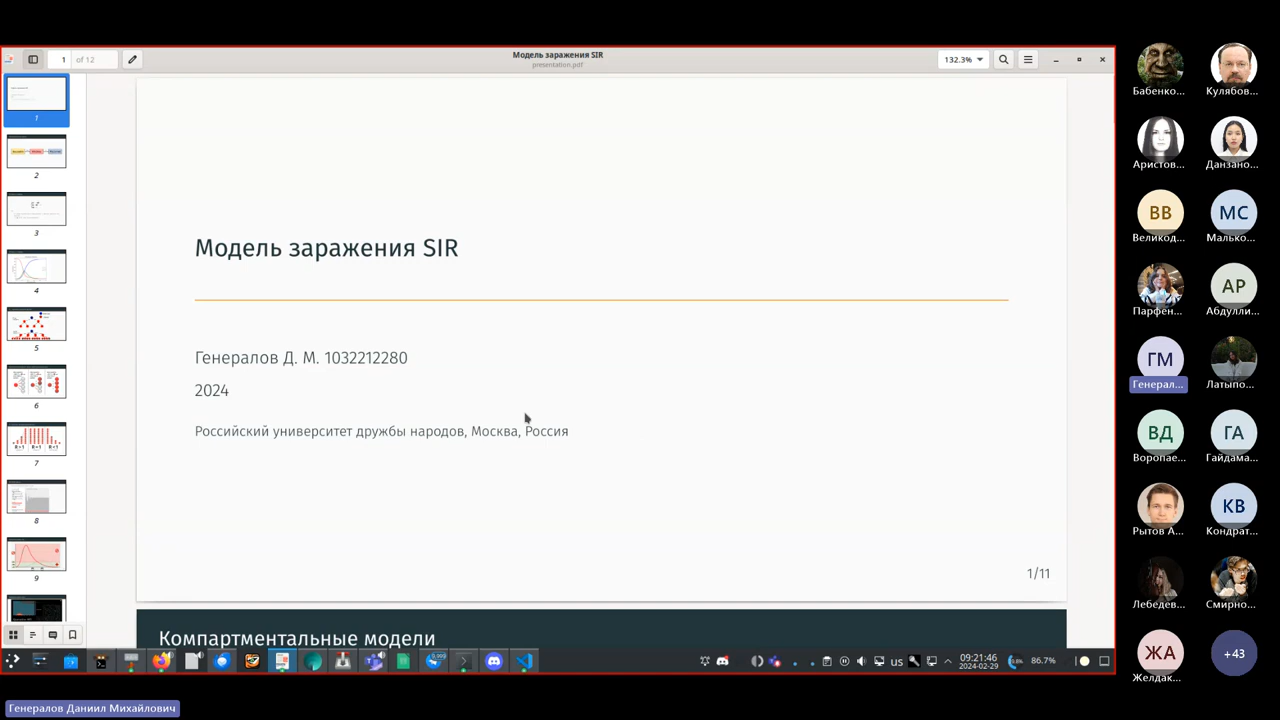 Модель заражения SIR
presentation.pdf
1 of 12
132.3%
1
2
3
4
5
6
7
8
9
Модель заражения SIR
Генералов Д. М. 1032212280
2024
Российский университет дружбы народов, Москва, Россия
1/11
Компартментальные модели
us
09:21:46
2024-02-29
86.7%
Бабенко...
Кулябов...
Аристов...
Данзано...
ВВ
Великод...
МС
Малько...
Парфен...
АР
Абдулли...
ГМ
Генерал...
Латыпо...
ВД
Воропае...
ГА
Гайдама...
Рытов А...
КВ
Кондрат...
Лебедев...
Смирно...
ЖА
Желдак...
+43
Генералов Даниил Михайлович